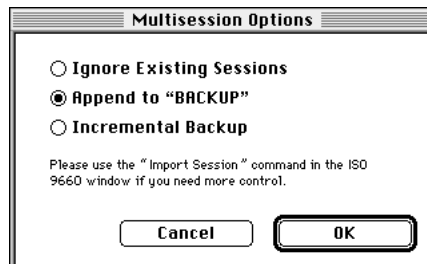 Multisession Options
Ignore Existing Sessions
Append to “BACKUP”
Incremental Backup
Please use the “Import Session” command in the ISO
9660 window if you need more control.
Cancel OK